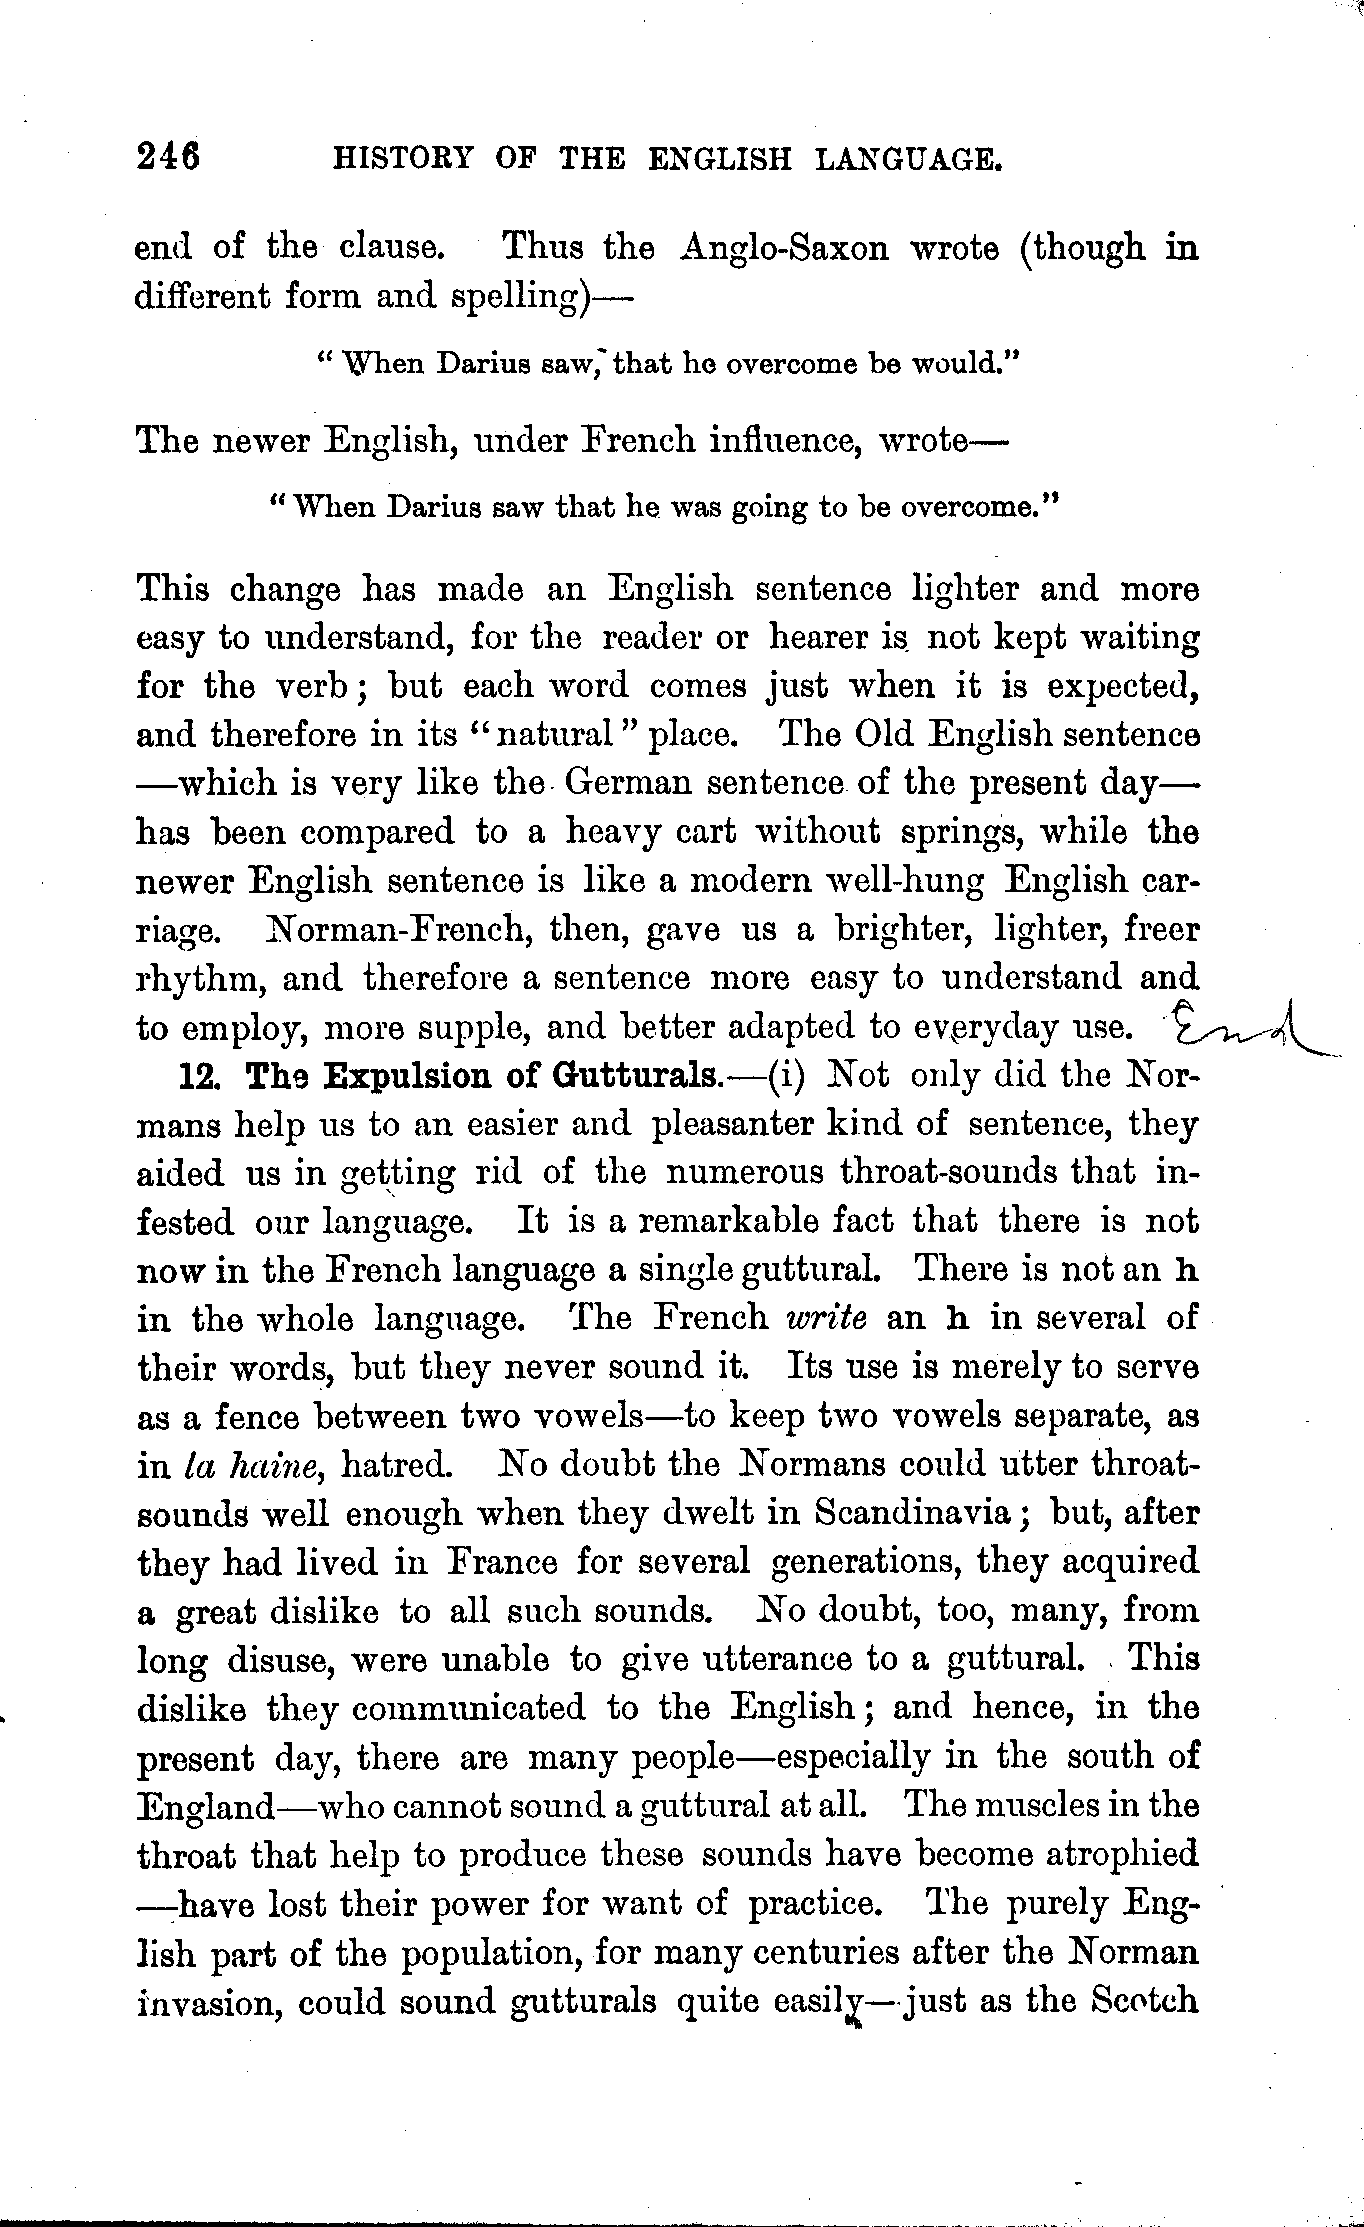 246 HISTORY OF THE ENGLISH LANGUAGE.
end of the clause. Thus the Anglo-Saxon wrote (though in
different form and spelling)—
“When Darius saw, that he overcome be would.”
The newer English, under French influence, wrote—
“When Darius saw that he was going to be overcome.”
This change has made an English sentence lighter and more
easy to understand, for the reader or hearer is not kept waiting
for the verb; but each word comes just when it is expected,
and therefore in its “natural” place. The Old English sentence
—which is very like the German sentence of the present day—
has been compared to a heavy cart without springs, while the
newer English sentence is like a modern well-hung English car-
riage. Norman-French, then, gave us a brighter, lighter, freer
rhythm, and therefore a sentence more easy to understand and
to employ, more supple, and better adapted to everyday use. End
12. The Expulsion of Gutturals.—(i) Not only did the Nor-
mans help us to an easier and pleasanter kind of sentence, they
aided us in getting rid of the numerous throat-sounds that in-
fested our language. It is a remarkable fact that there is not
now in the French language a single guttural. There is not an h
in the whole language. The French write an h in several of
their words, but they never sound it. Its use is merely to serve
as a fence between two vowels—to keep two vowels separate, as
in la haine, hatred. No doubt the Normans could utter throat-
sounds well enough when they dwelt in Scandinavia; but, after
they had lived in France for several generations, they acquired
a great dislike to all such sounds. No doubt, too, many, from
long disuse, were unable to give utterance to a guttural. This
dislike they communicated to the English; and hence, in the
present day, there are many people—especially in the south of
England—who cannot sound a guttural at all. The muscles in the
throat that help to produce these sounds have become atrophied
—have lost their power for want of practice. The purely Eng-
lish part of the population, for many centuries after the Norman
invasion, could sound gutturals quite easily—just as the Scotch